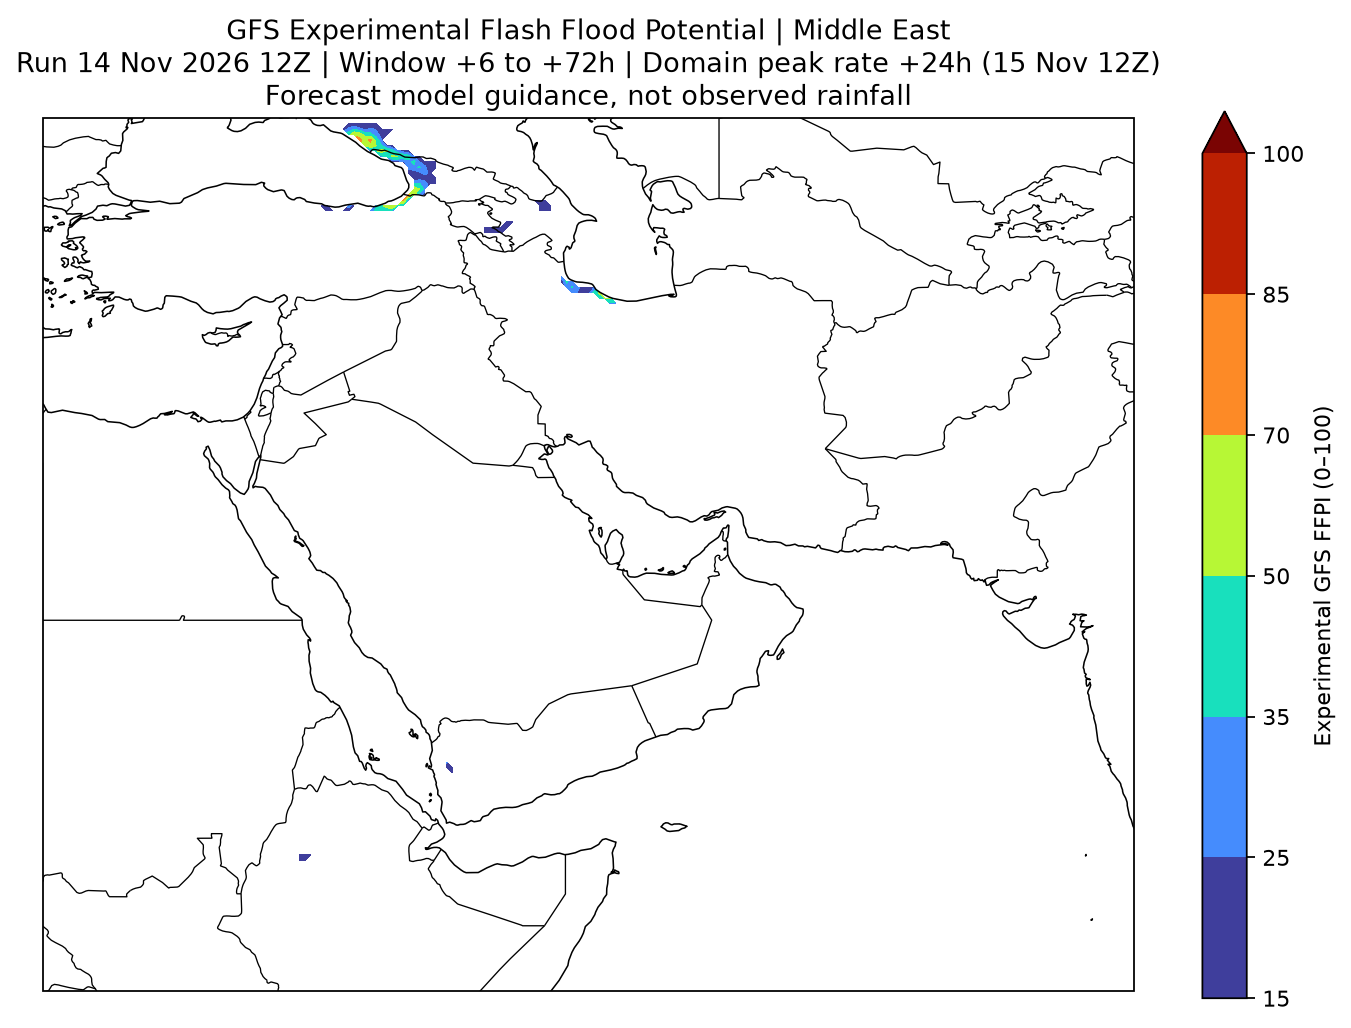 GFS Experimental Flash Flood Potential | Middle East
Run 14 Nov 2026 12Z | Window +6 to +72h | Domain peak rate +24h (15 Nov 12Z)
Forecast model guidance, not observed rainfall
100
85
70
50
35
25
15
Experimental GFS FFPI (0–100)